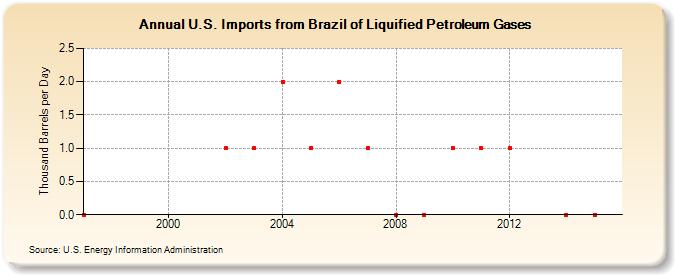 Annual U.S. Imports from Brazil of Liquified Petroleum Gases
Thousand Barrels per Day
2.5
2.0
1.5
1.0
0.5
0.0
2000 2004 2008 2012
Source: U.S. Energy Information Administration